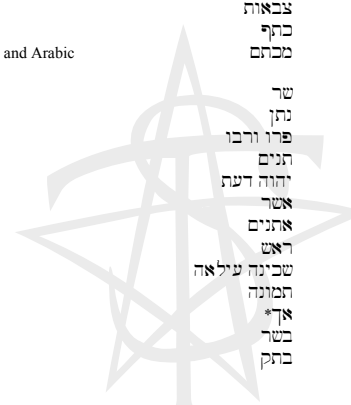 צבאות
כתף
and Arabic מכתם
שר
נתן
פרו ורבו
תנים
יהוה דעת
אשר
אתנים
ראש
שכינה עילאה
תמונה
אך*
בשר
בתק